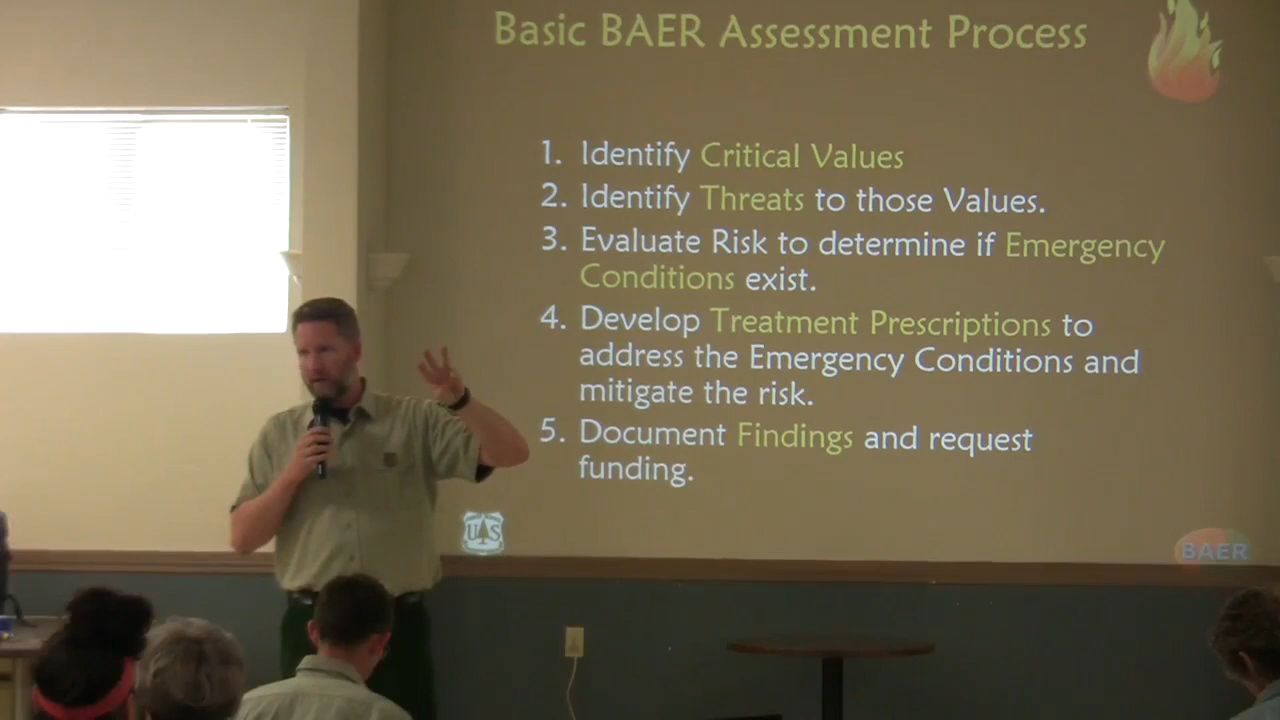 Basic BAER Assessment Process
1. Identify Critical Values
2. Identify Threats to those Values.
3. Evaluate Risk to determine if Emergency
Conditions exist.
4. Develop Treatment Prescriptions to
address the Emergency Conditions and
mitigate the risk.
5. Document Findings and request
funding.
US
BAER